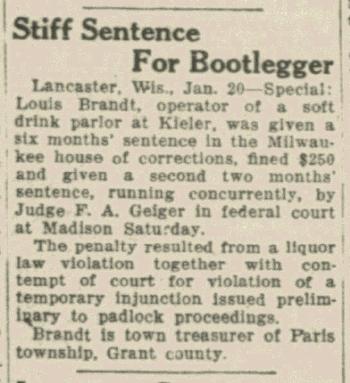 Stiff Sentence
For Bootlegger
Lancaster, Wis., Jan. 20—Special:
Louis Brandt, operator of a soft
drink parlor at Kieler, was given a
six months' sentence in the Milwau-
kee house of corrections, fined $250
and given a second two months'
sentence, running concurrently, by
Judge F. A. Geiger in federal court
at Madison Saturday.
The penalty resulted from a liquor
law violation together with con-
tempt of court for violation of a
temporary injunction issued prelim-
inary to padlock proceedings.
Brandt is town treasurer of Paris
township, Grant county.